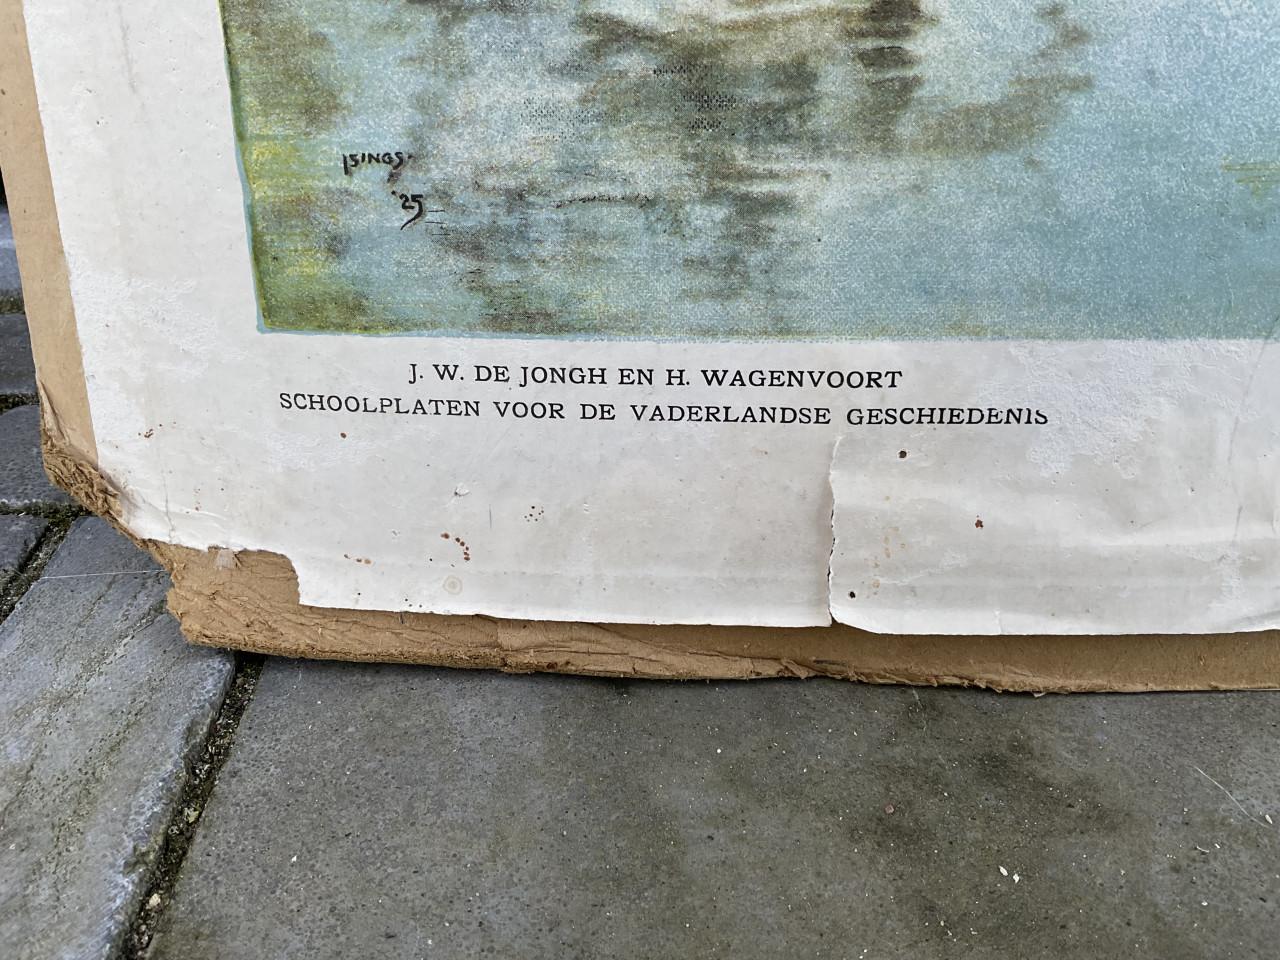 ISINGS.
'25
J. W. DE JONGH EN H. WAGENVOORT
SCHOOLPLATEN VOOR DE VADERLANDSE GESCHIEDENIS